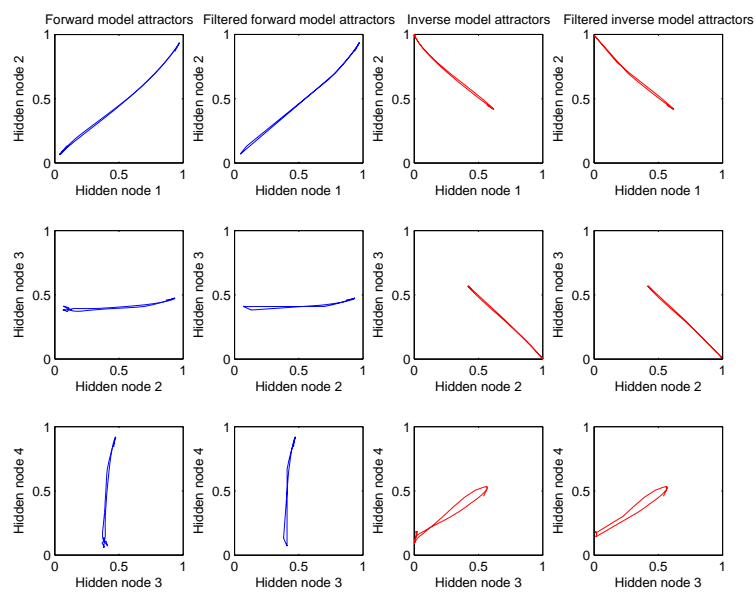 Forward model attractors Filtered forward model attractors Inverse model attractors Filtered inverse model attractors
1 1 1 1
Hidden node 2 Hidden node 2 Hidden node 2 Hidden node 2
0.5 0.5 0.5 0.5
0 0 0 0
0 0.5 1 0 0.5 1 0 0.5 1 0 0.5 1
Hidden node 1 Hidden node 1 Hidden node 1 Hidden node 1
1 1 1 1
Hidden node 3 Hidden node 3 Hidden node 3 Hidden node 3
0.5 0.5 0.5 0.5
0 0 0 0
0 0.5 1 0 0.5 1 0 0.5 1 0 0.5 1
Hidden node 2 Hidden node 2 Hidden node 2 Hidden node 2
1 1 1 1
Hidden node 4 Hidden node 4 Hidden node 4 Hidden node 4
0.5 0.5 0.5 0.5
0 0 0 0
0 0.5 1 0 0.5 1 0 0.5 1 0 0.5 1
Hidden node 3 Hidden node 3 Hidden node 3 Hidden node 3